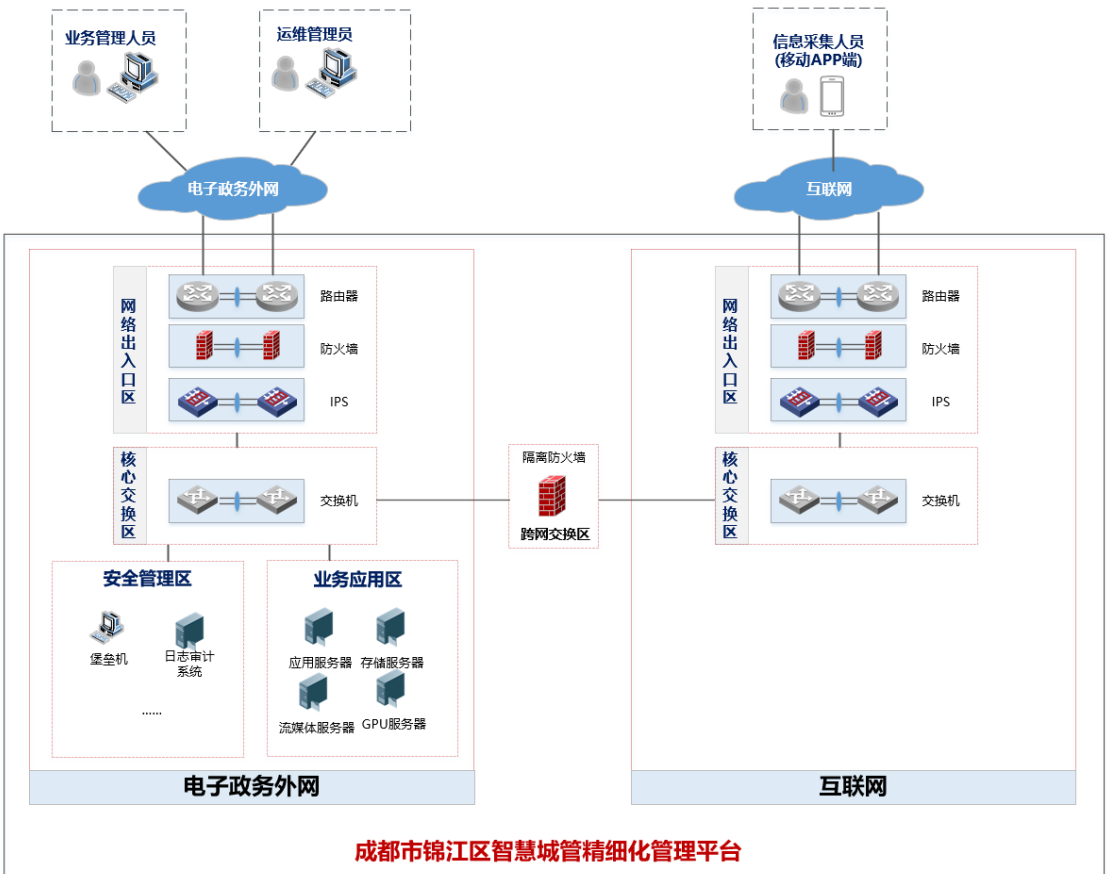 业务管理人员
运维管理员
信息采集人员
(移动APP端)
电子政务外网
互联网
网络出入口区
路由器
防火墙
IPS
核心交换区
交换机
隔离防火墙
跨网交换区
网络出入口区
路由器
防火墙
IPS
核心交换区
交换机
安全管理区
堡垒机
日志审计
系统
......
业务应用区
应用服务器
存储服务器
流媒体服务器
GPU服务器
电子政务外网
互联网
成都市锦江区智慧城管精细化管理平台